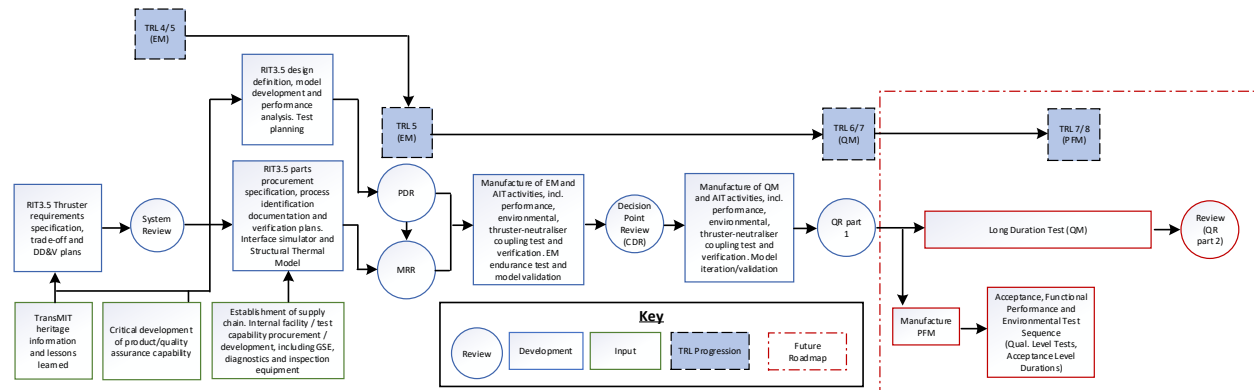 TRL 4/5
(EM)
RIT3.5 design
definition, model
development and
performance
analysis. Test
planning
TRL 5
(EM)
TRL 6/7
(QM)
TRL 7/8
(PFM)
RIT3.5 Thruster
requirements
specification,
trade-off and
DD&V plans
System
Review
RIT3.5 parts
procurement
specification, process
identification
documentation and
verification plans.
Interface simulator and
Structural Thermal
Model
PDR
MRR
Manufacture of EM and
AIT activities, incl.
performance,
environmental,
thruster-neutraliser
coupling test and
verification. EM
endurance test and
model validation
Decision
Point
Review
(CDR)
Manufacture of QM
and AIT activities, incl.
performance,
environmental,
thruster-neutraliser
coupling test and
verification. Model
iteration/validation
QR part
1
Long Duration Test (QM)
Review
(QR
part 2)
TransMIT
heritage
information
and lessons
learned
Critical development
of product/quality
assurance capability
Establishment of supply
chain. Internal facility / test
capability procurement /
development, including GSE,
diagnostics and inspection
equipment
Manufacture
PFM
Acceptance, Functional
Performance and
Environmental Test
Sequence
(Qual. Level Tests,
Acceptance Level
Durations)
Key
Review
Development
Input
TRL Progression
Future
Roadmap